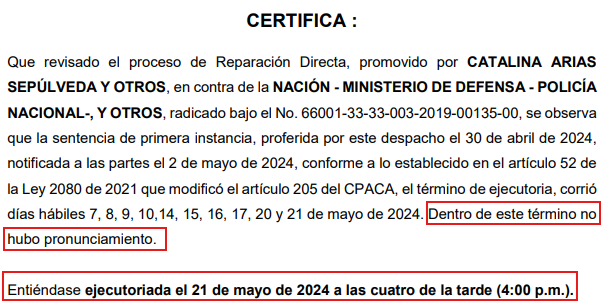 CERTIFICA :
Que revisado el proceso de Reparación Directa, promovido por CATALINA ARIAS
SEPÚLVEDA Y OTROS, en contra de la NACIÓN - MINISTERIO DE DEFENSA - POLICÍA
NACIONAL-, Y OTROS, radicado bajo el No. 66001-33-33-003-2019-00135-00, se observa
que la sentencia de primera instancia, proferida por este despacho el 30 de abril de 2024,
notificada a las partes el 2 de mayo de 2024, conforme a lo establecido en el artículo 52 de
la Ley 2080 de 2021 que modificó el artículo 205 del CPACA, el término de ejecutoria, corrió
días hábiles 7, 8, 9, 10,14, 15, 16, 17, 20 y 21 de mayo de 2024. Dentro de este término no
hubo pronunciamiento.
Entiéndase ejecutoriada el 21 de mayo de 2024 a las cuatro de la tarde (4:00 p.m.).